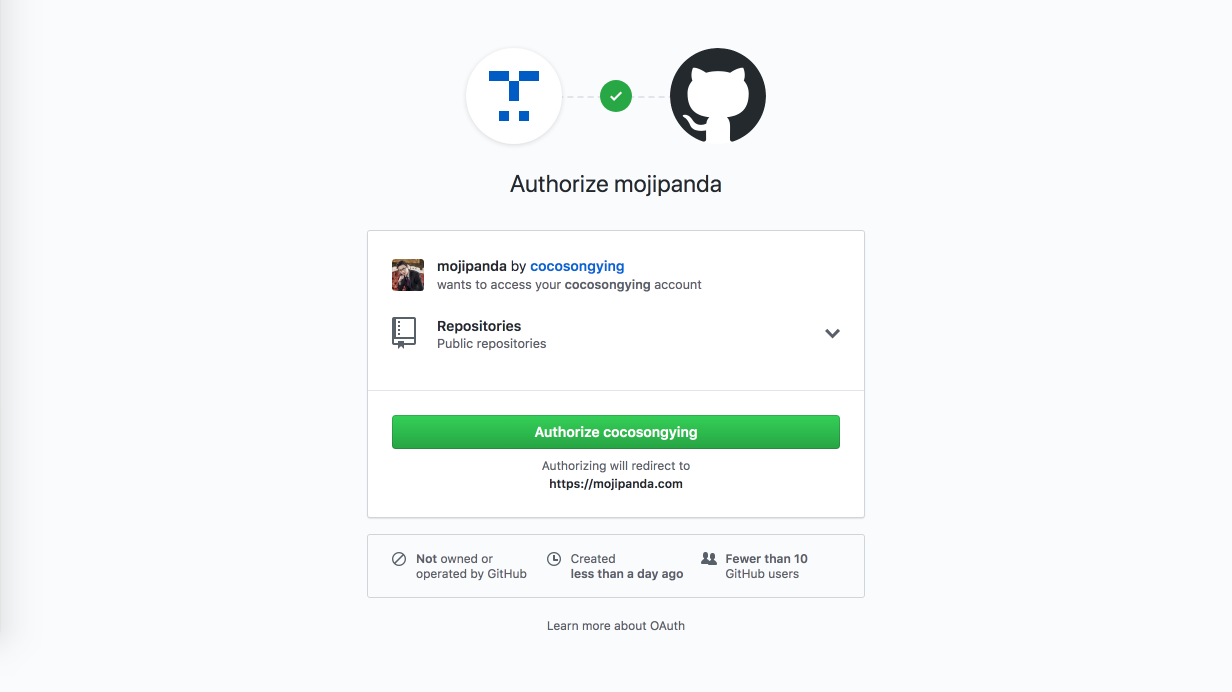 Authorize mojipanda
mojipanda by cocosongying
wants to access your cocosongying account
Repositories
Public repositories
Authorize cocosongying
Authorizing will redirect to
https://mojipanda.com
Not owned or
operated by GitHub
Created
less than a day ago
Fewer than 10
GitHub users
Learn more about OAuth